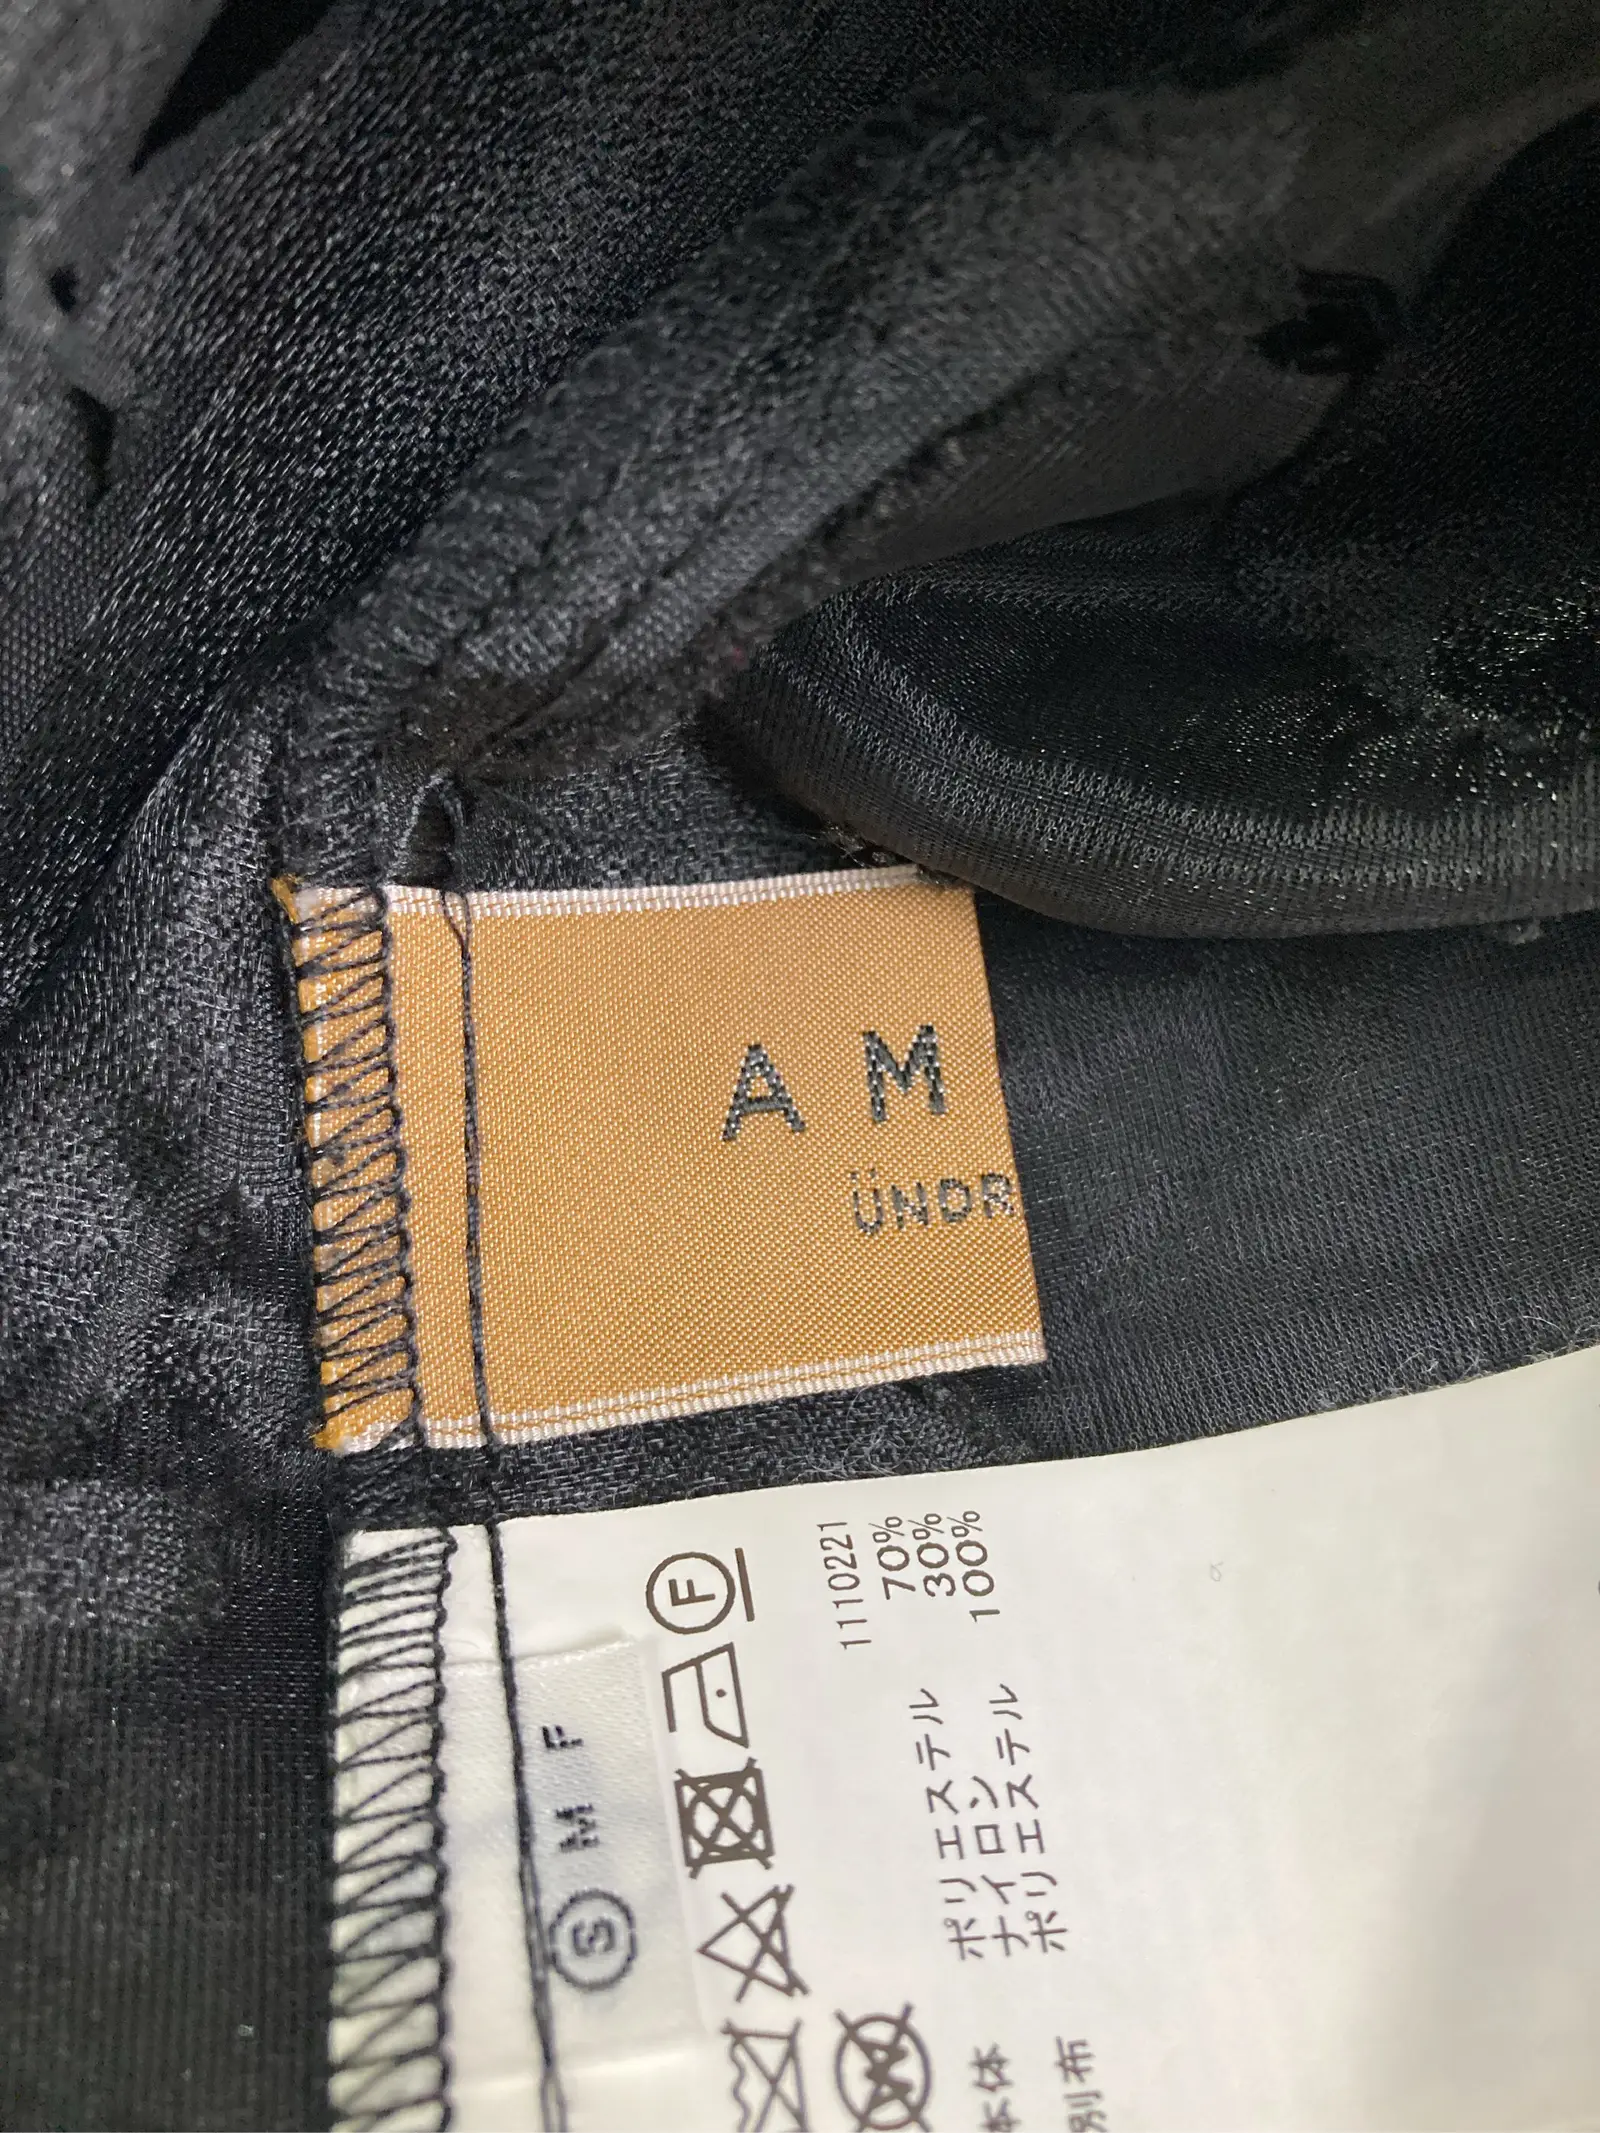 AM
ÜNDR
S M F
F
1110221
本体 ポリエステル 70%
ナイロン 30%
別布 ポリエステル 100%